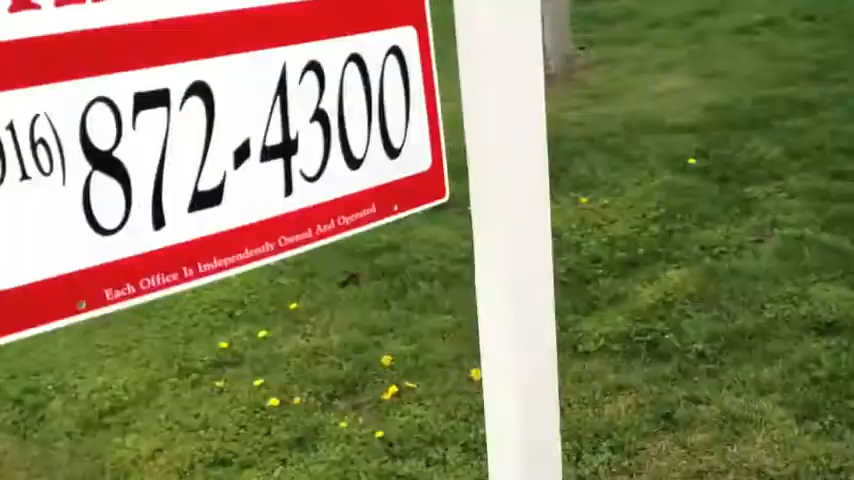 916) 872-4300
Each Office Is Independently Owned And Operated